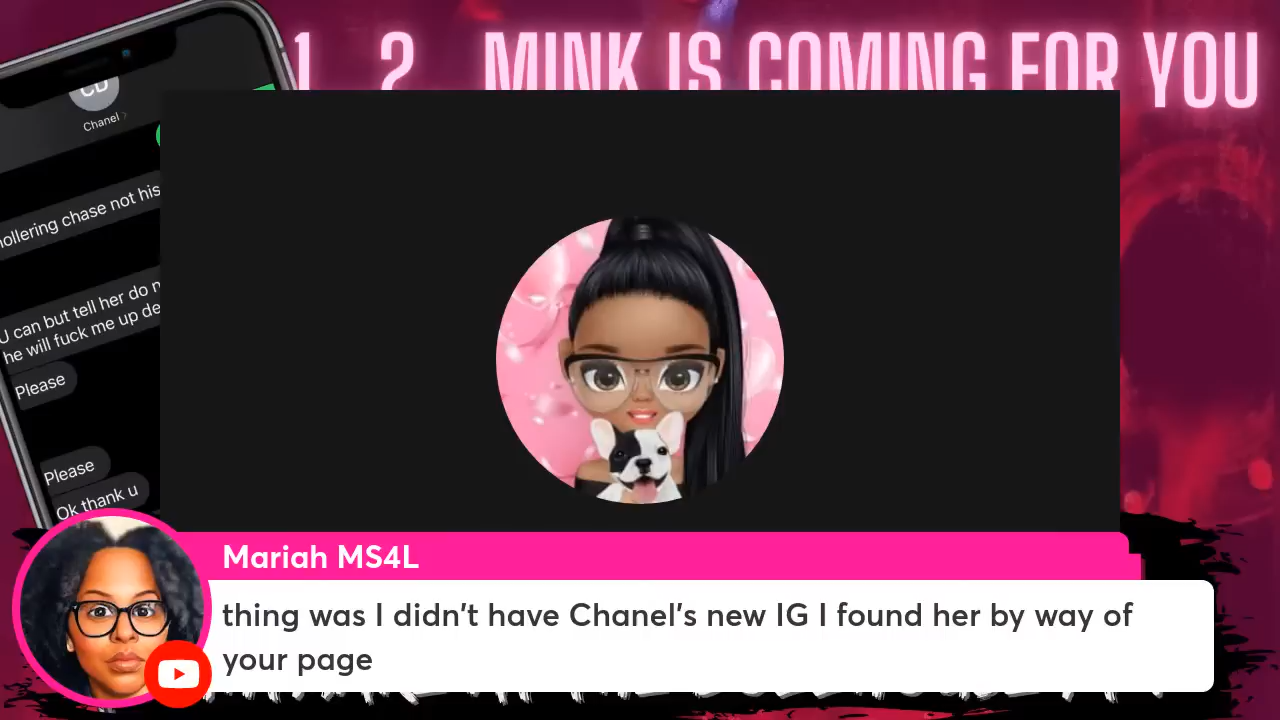 1 2 MINK IS COMING FOR YOU
CD
Chanel
hollering chase not his
U can but tell her do n
he will fuck me up de
Please
Please
Ok thank u
Mariah MS4L
thing was I didn't have Chanel's new IG I found her by way of
your page